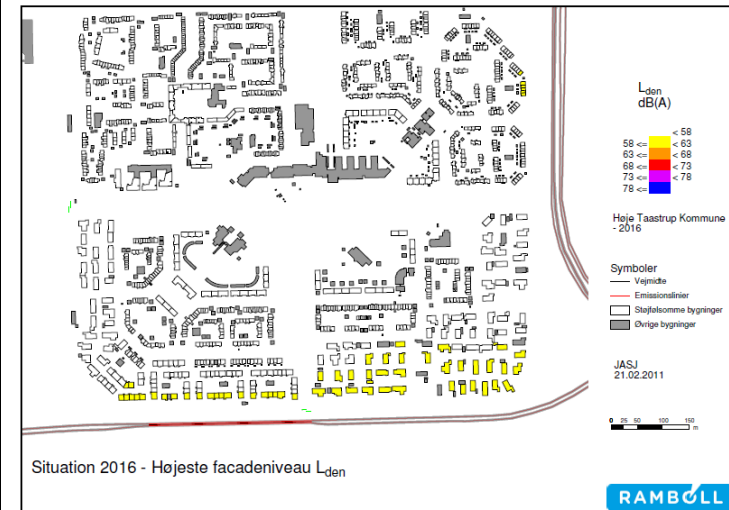 Lden
dB(A)
< 58
58 <= < 63
63 <= < 68
68 <= < 73
73 <= < 78
78 <=
Høje Taastrup Kommune
- 2016
Symboler
Vejmidte
Emissionslinier
Støjfølsomme bygninger
Øvrige bygninger
JASJ
21.02.2011
0 25 50 100 150
m
Situation 2016 - Højeste facadeniveau Lden
RAMBOLL